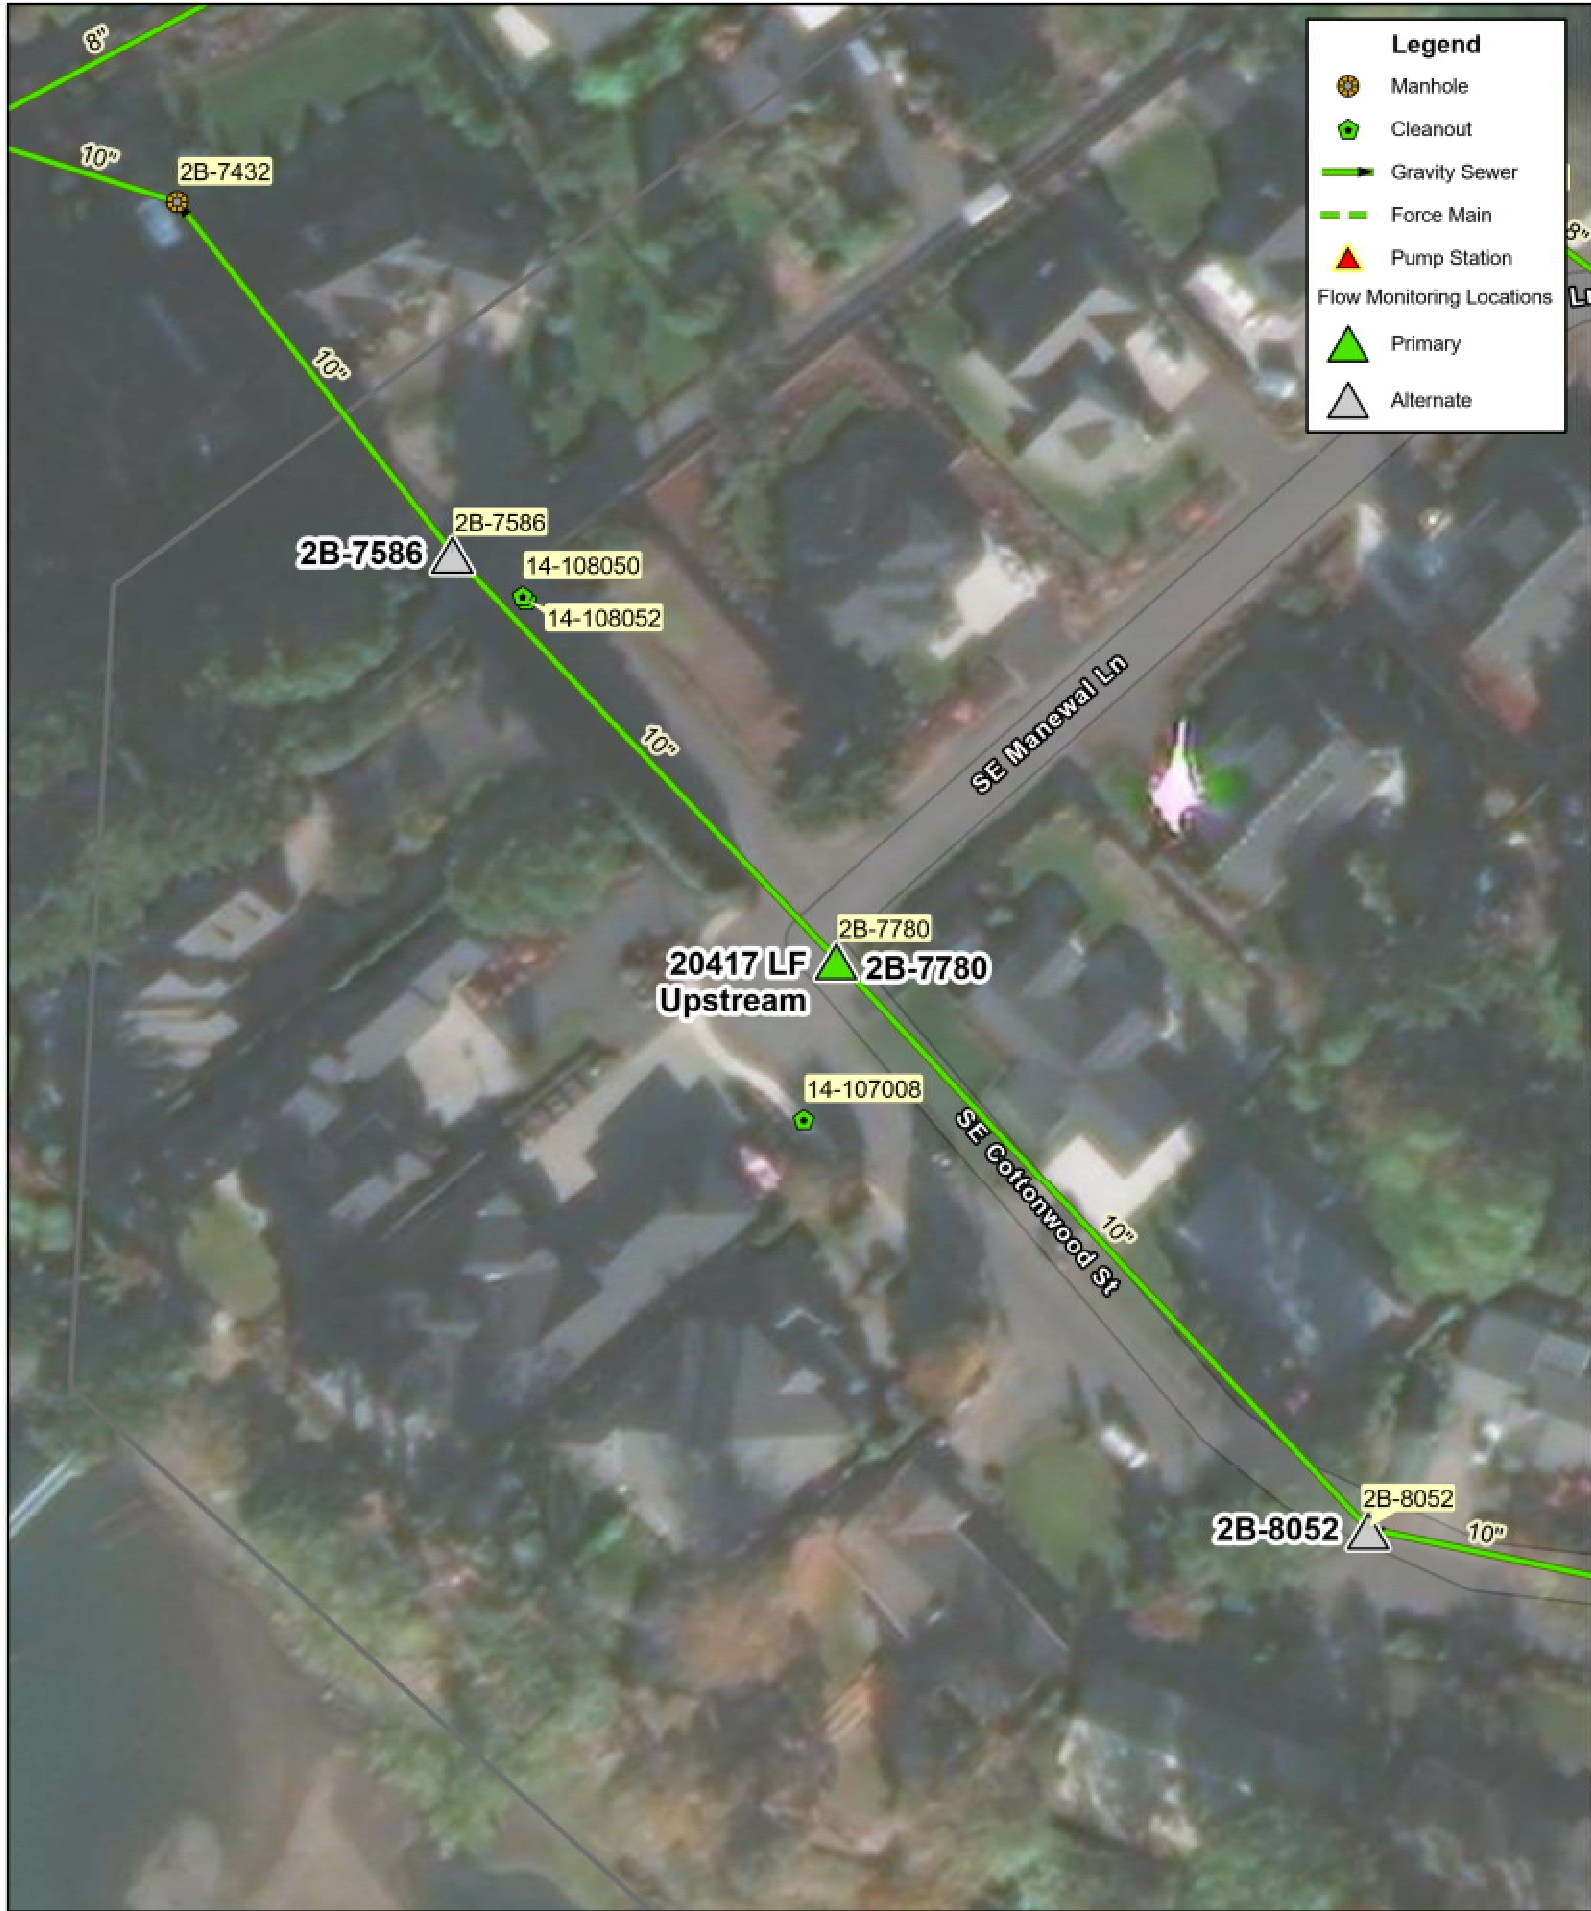 8"
10"
2B-7432
10"
2B-7586
2B-7586
14-108050
14-108052
10"
SE Manewal Ln
2B-7780
20417 LF
Upstream
2B-7780
14-107008
SE Cottonwood St
10"
2B-8052
2B-8052
10"
Legend
Manhole
Cleanout
Gravity Sewer
Force Main
Pump Station
Flow Monitoring Locations
Primary
Alternate
8"